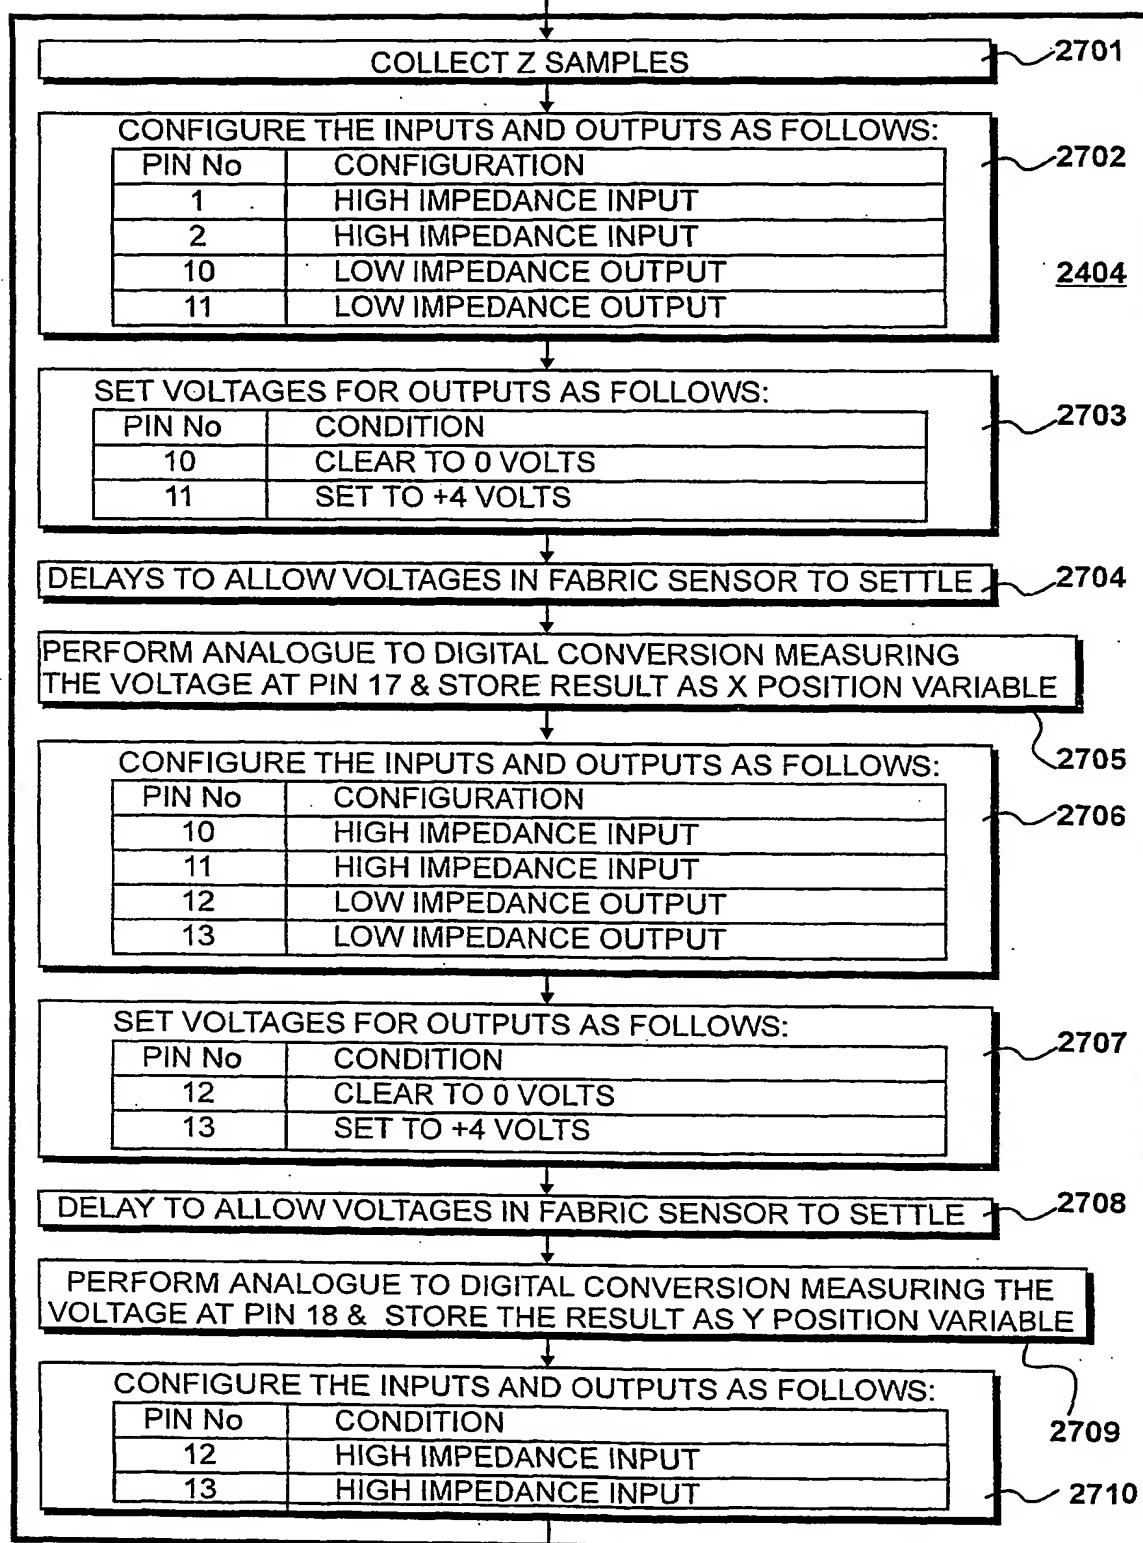 COLLECT Z SAMPLES
2701
CONFIGURE THE INPUTS AND OUTPUTS AS FOLLOWS:
2702
PIN No CONFIGURATION
1 HIGH IMPEDANCE INPUT
2 HIGH IMPEDANCE INPUT
10 LOW IMPEDANCE OUTPUT
11 LOW IMPEDANCE OUTPUT
2404
SET VOLTAGES FOR OUTPUTS AS FOLLOWS:
2703
PIN No CONDITION
10 CLEAR TO 0 VOLTS
11 SET TO +4 VOLTS
DELAYS TO ALLOW VOLTAGES IN FABRIC SENSOR TO SETTLE
2704
PERFORM ANALOGUE TO DIGITAL CONVERSION MEASURING
THE VOLTAGE AT PIN 17 & STORE RESULT AS X POSITION VARIABLE
2705
CONFIGURE THE INPUTS AND OUTPUTS AS FOLLOWS:
2706
PIN No CONFIGURATION
10 HIGH IMPEDANCE INPUT
11 HIGH IMPEDANCE INPUT
12 LOW IMPEDANCE OUTPUT
13 LOW IMPEDANCE OUTPUT
SET VOLTAGES FOR OUTPUTS AS FOLLOWS:
2707
PIN No CONDITION
12 CLEAR TO 0 VOLTS
13 SET TO +4 VOLTS
DELAY TO ALLOW VOLTAGES IN FABRIC SENSOR TO SETTLE
2708
PERFORM ANALOGUE TO DIGITAL CONVERSION MEASURING THE
VOLTAGE AT PIN 18 & STORE THE RESULT AS Y POSITION VARIABLE
2709
CONFIGURE THE INPUTS AND OUTPUTS AS FOLLOWS:
PIN No CONDITION
12 HIGH IMPEDANCE INPUT
13 HIGH IMPEDANCE INPUT
2710